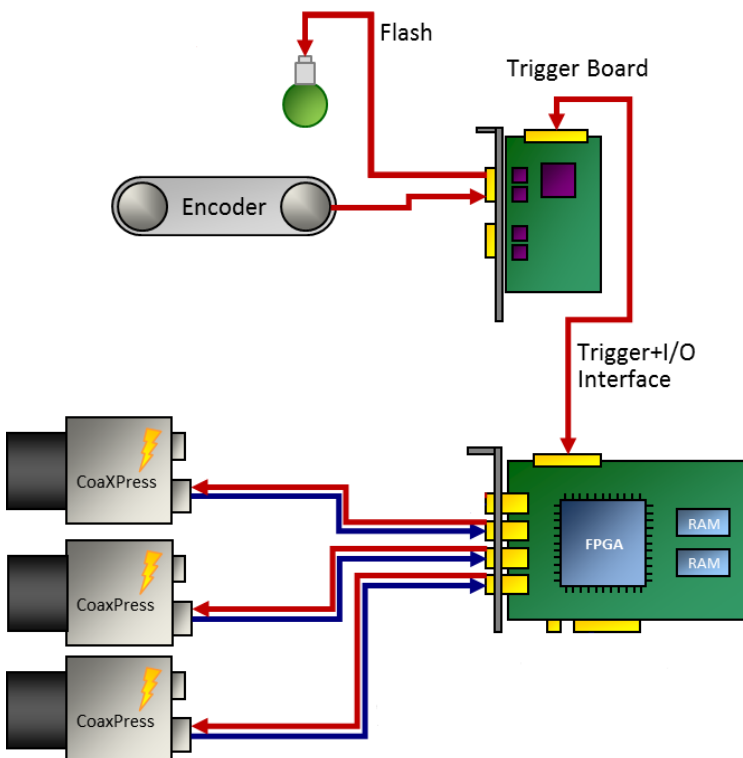 Flash
Trigger Board
Encoder
Trigger+I/O
Interface
CoaXPress
FPGA
RAM
RAM
CoaxPress
CoaxPress